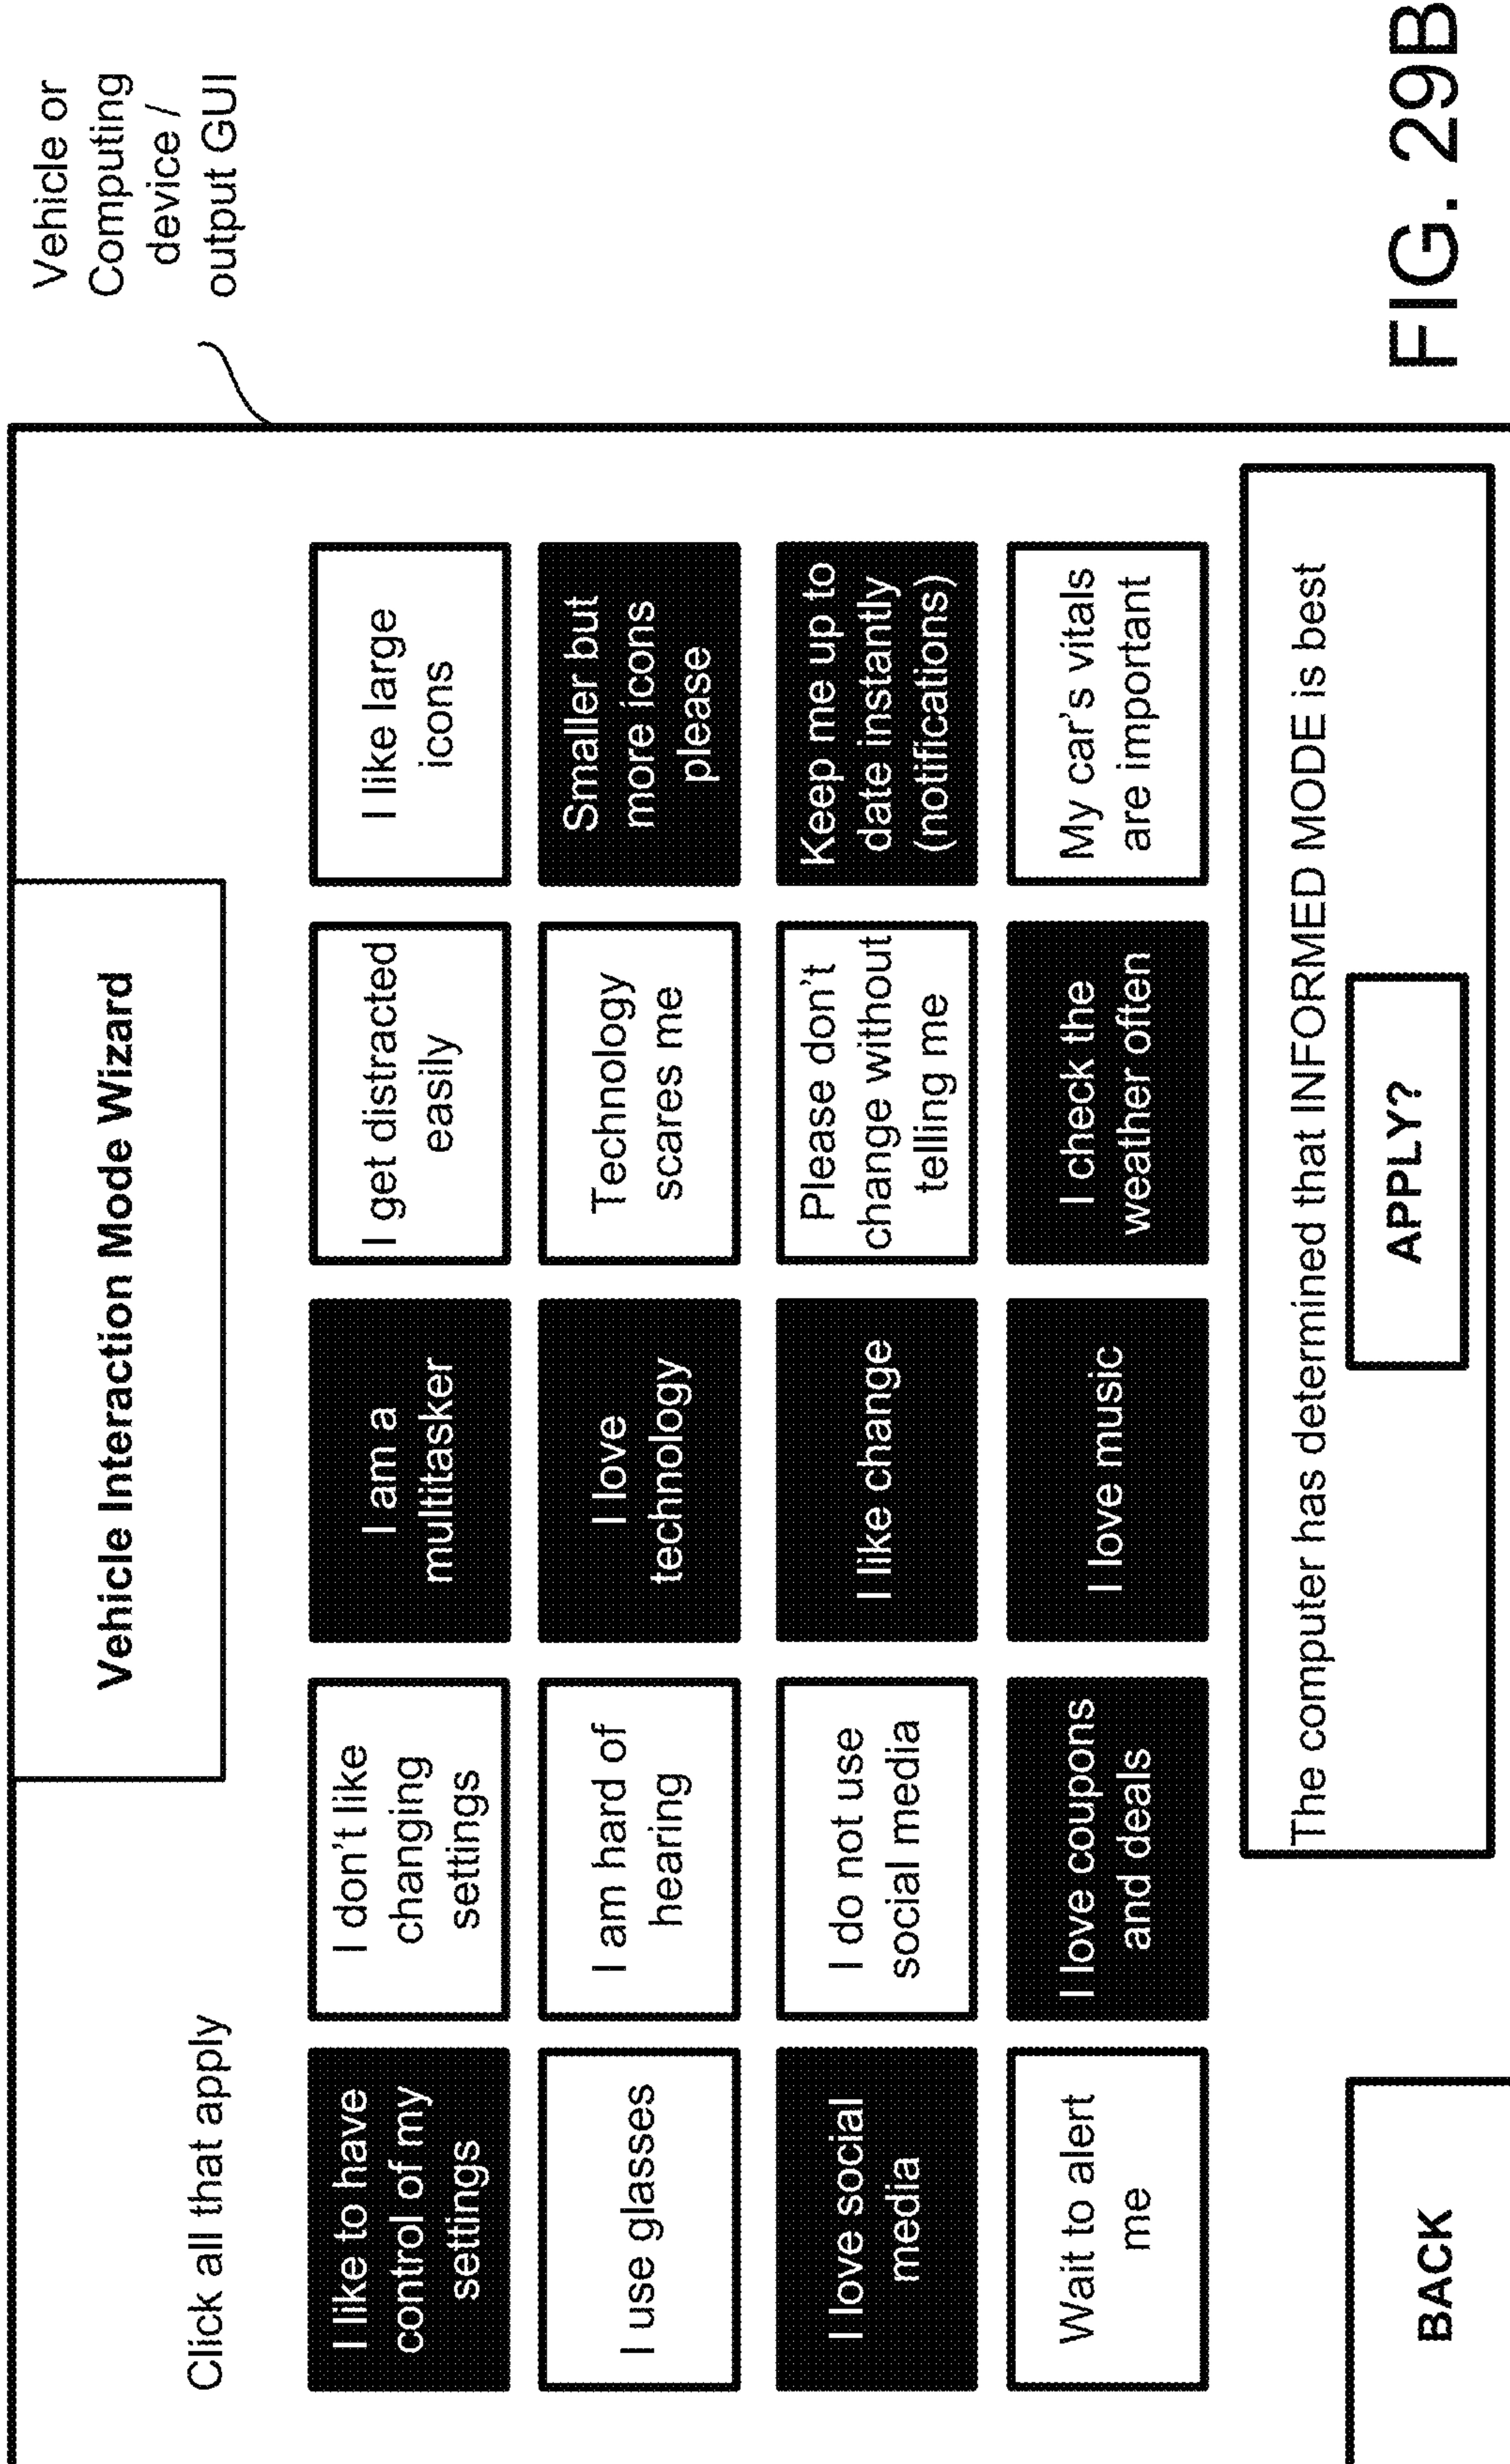 Vehicle or
Computing
device /
output GUI
Vehicle Interaction Mode Wizard
Click all that apply
I like to have
control of my
settings
I don't like
changing
settings
I am a
multitasker
I get distracted
easily
I like large
icons
I use glasses
I am hard of
hearing
I love
technology
Technology
scares me
Smaller but
more icons
please
I love social
media
I do not use
social media
I like change
Please don't
change without
telling me
Keep me up to
date instantly
(notifications)
Wait to alert
me
I love coupons
and deals
I love music
I check the
weather often
My car's vitals
are important
The computer has determined that INFORMED MODE is best
APPLY?
BACK
FIG. 29B